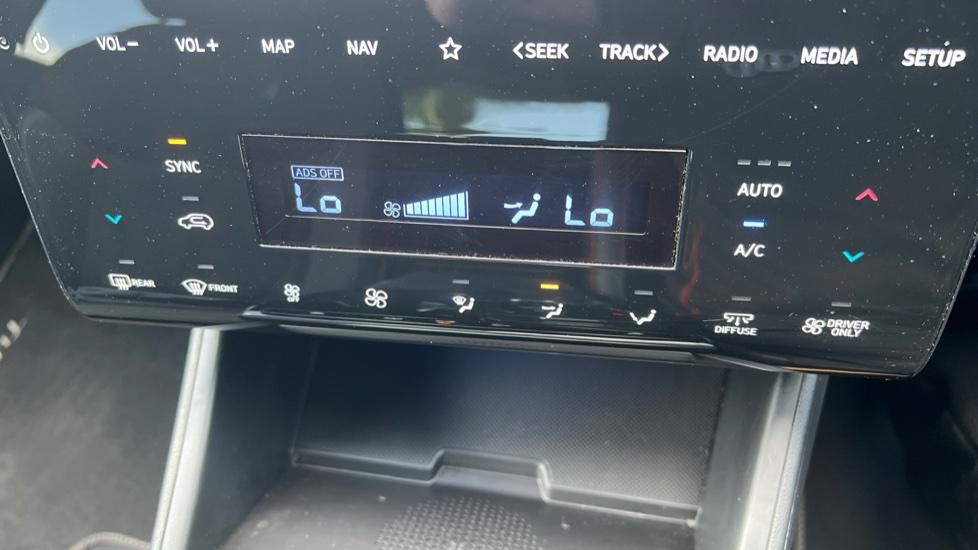 VOL− VOL+ MAP NAV <SEEK TRACK> RADIO MEDIA SETUP
SYNC
ADS OFF
Lo Lo
AUTO
A/C
REAR FRONT OFF
DIFFUSE
DRIVER
ONLY